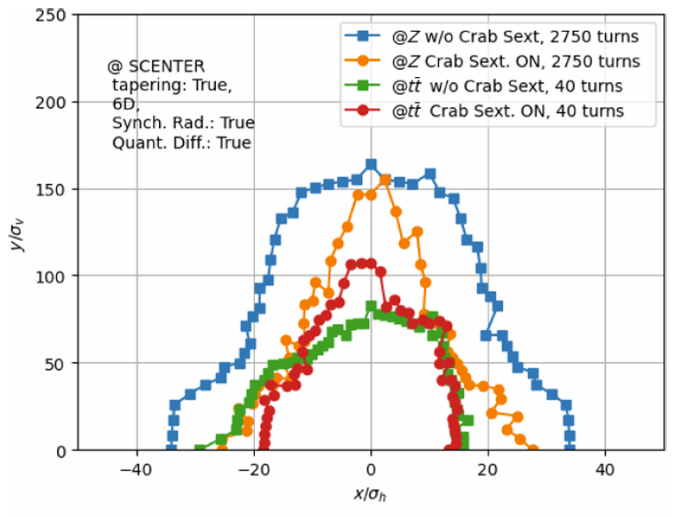 250
200
150
100
50
0
y/σᵥ
@ SCENTER
tapering: True,
6D,
Synch. Rad.: True
Quant. Diff.: True
@Z w/o Crab Sext, 2750 turns
@Z Crab Sext. ON, 2750 turns
@tt̄ w/o Crab Sext, 40 turns
@tt̄ Crab Sext. ON, 40 turns
−40 −20 0 20 40
x/σₕ